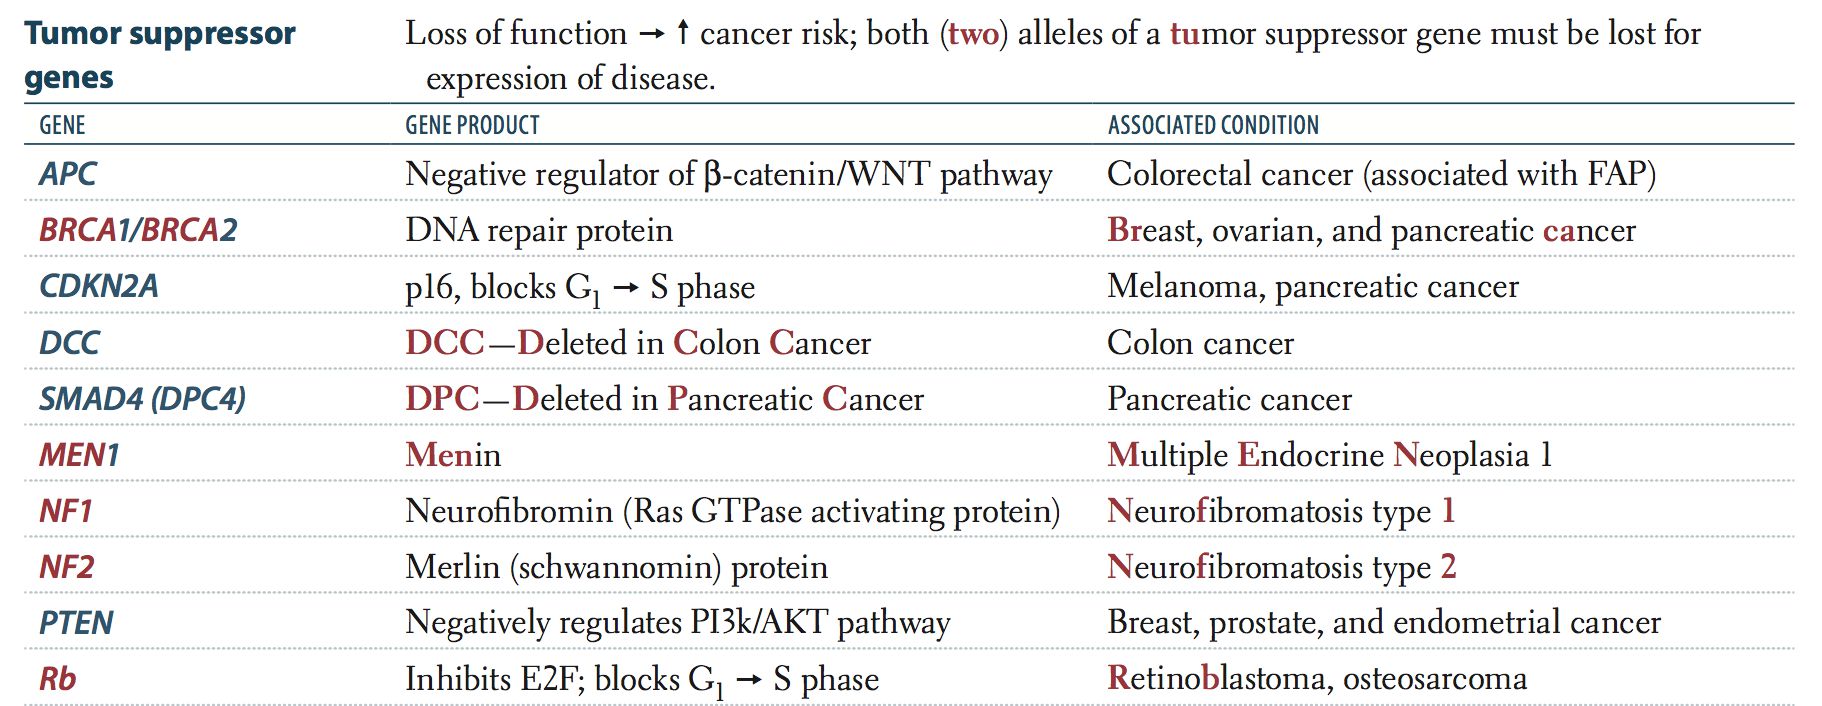 Tumor suppressor genes
Loss of function → ↑ cancer risk; both (two) alleles of a tumor suppressor gene must be lost for
expression of disease.
GENE GENE PRODUCT ASSOCIATED CONDITION
APC Negative regulator of β-catenin/WNT pathway Colorectal cancer (associated with FAP)
BRCA1/BRCA2 DNA repair protein Breast, ovarian, and pancreatic cancer
CDKN2A p16, blocks G1 → S phase Melanoma, pancreatic cancer
DCC DCC—Deleted in Colon Cancer Colon cancer
SMAD4 (DPC4) DPC—Deleted in Pancreatic Cancer Pancreatic cancer
MEN1 Menin Multiple Endocrine Neoplasia 1
NF1 Neurofibromin (Ras GTPase activating protein) Neurofibromatosis type 1
NF2 Merlin (schwannomin) protein Neurofibromatosis type 2
PTEN Negatively regulates PI3k/AKT pathway Breast, prostate, and endometrial cancer
Rb Inhibits E2F; blocks G1 → S phase Retinoblastoma, osteosarcoma